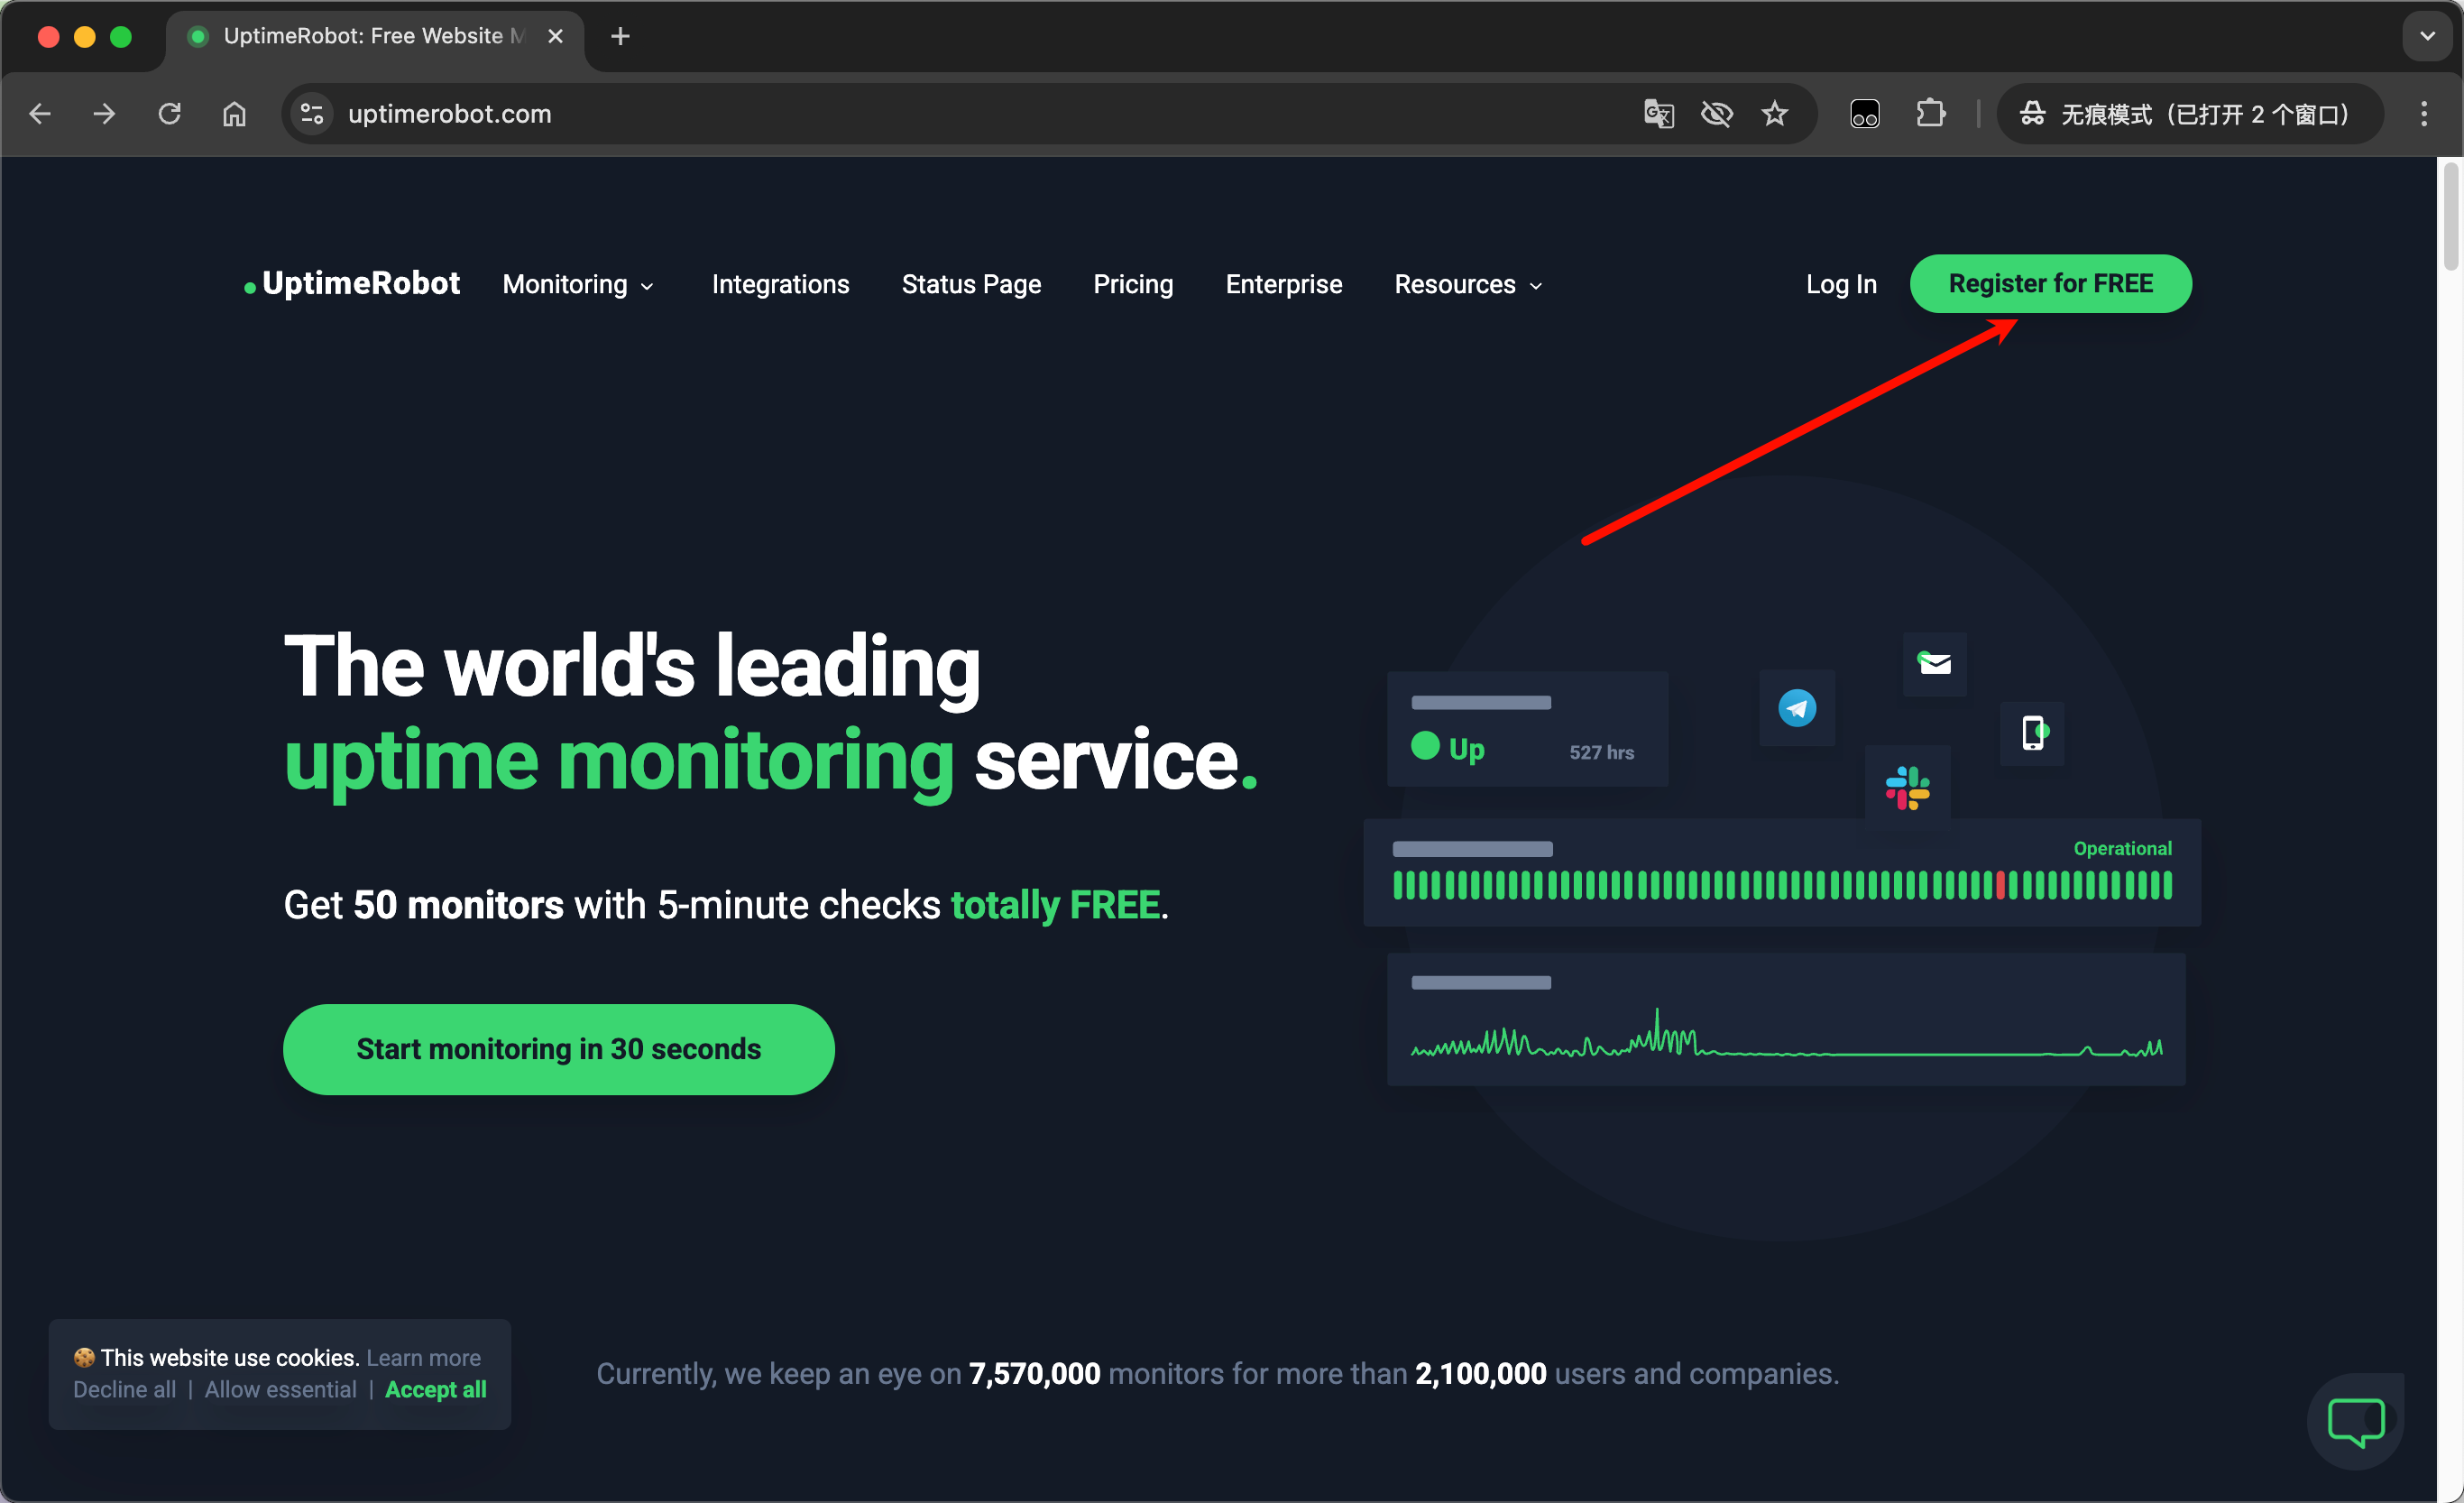 UptimeRobot: Free Website M
uptimerobot.com
无痕模式（已打开 2 个窗口）
UptimeRobot
Monitoring
Integrations
Status Page
Pricing
Enterprise
Resources
Log In
Register for FREE
The world's leading
uptime monitoring service.
Get 50 monitors with 5-minute checks totally FREE.
Start monitoring in 30 seconds
Up
527 hrs
Operational
🍪 This website use cookies. Learn more
Decline all | Allow essential | Accept all
Currently, we keep an eye on 7,570,000 monitors for more than 2,100,000 users and companies.